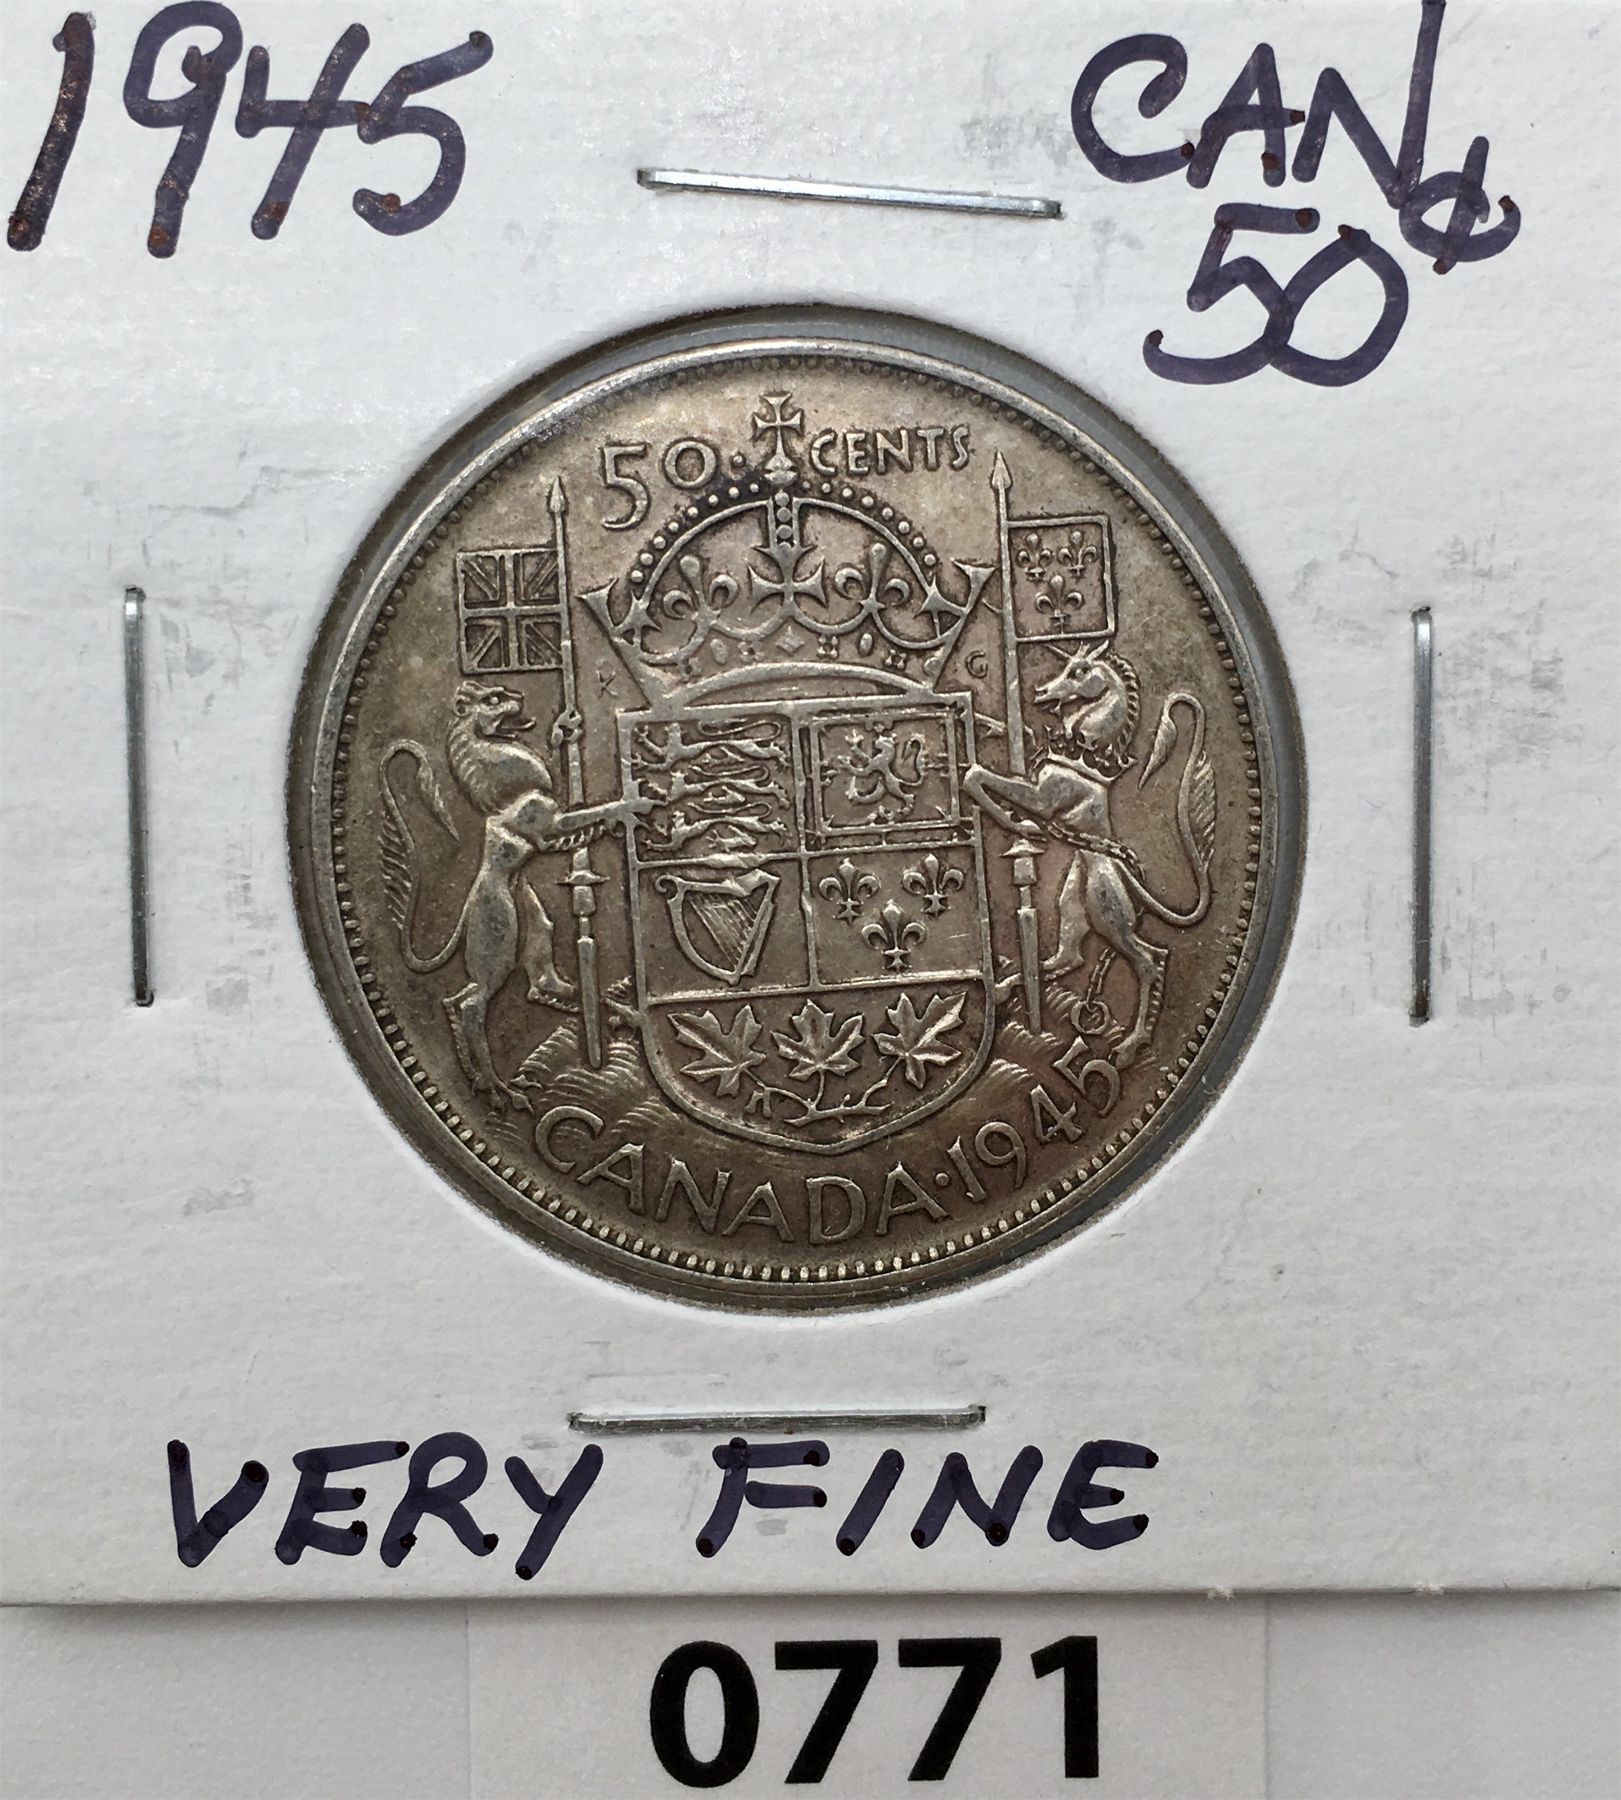 1945
CAN
50¢
50 CENTS
K G
CANADA · 1945
VERY FINE
0771